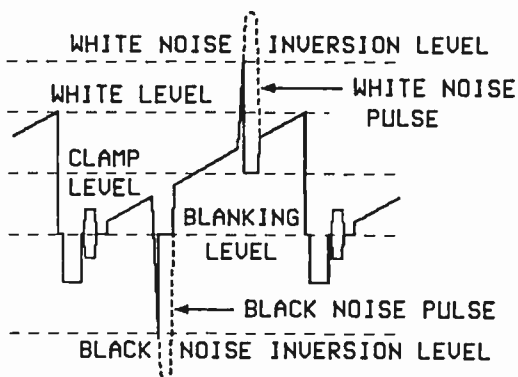 WHITE NOISE INVERSION LEVEL
WHITE LEVEL
WHITE NOISE
PULSE
CLAMP
LEVEL
BLANKING
LEVEL
BLACK NOISE PULSE
BLACK NOISE INVERSION LEVEL